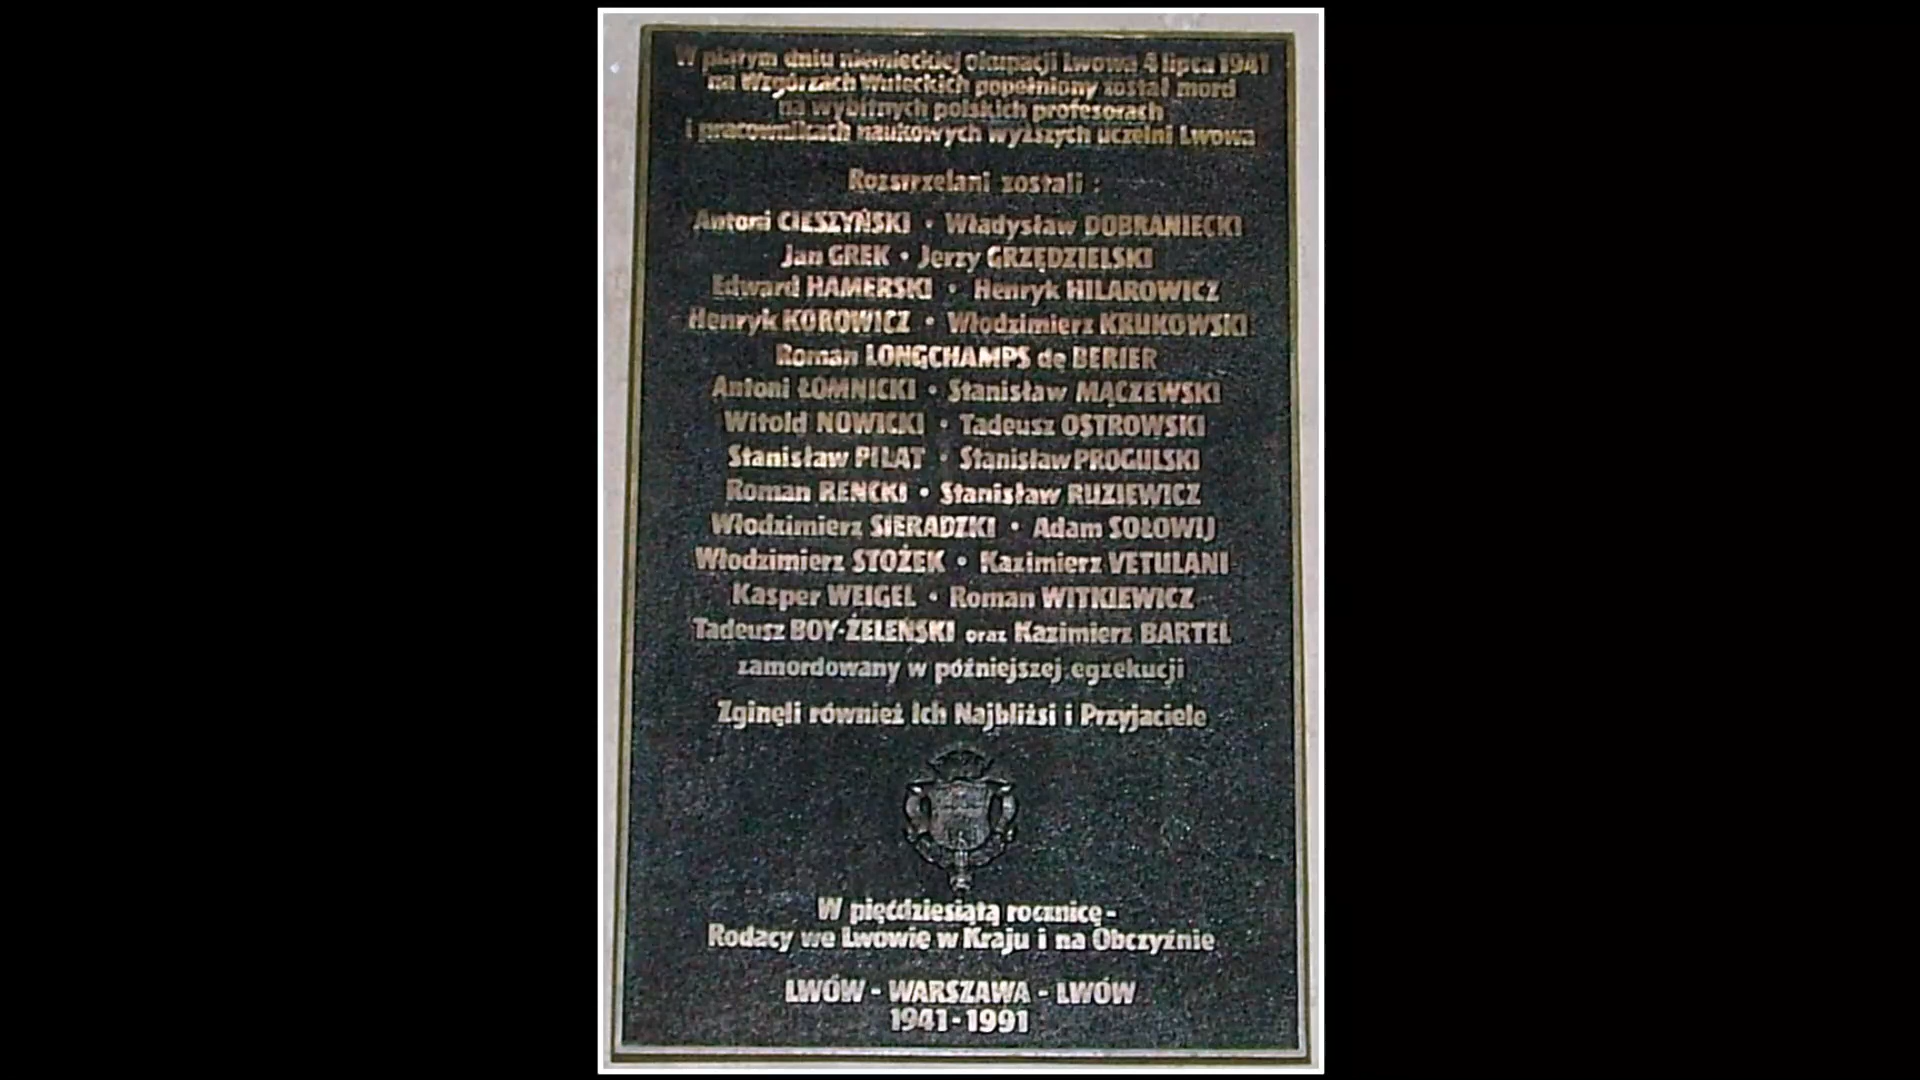 W piątym dniu niemieckiej okupacji Lwowa 4 lipca 1941
na Wzgórzach Wuleckich popełniony został mord
na wybitnych polskich profesorach
i pracownikach naukowych wyższych uczelni Lwowa
Rozstrzelani zostali :
Antoni CIESZYŃSKI • Władysław DOBRANIECKI
Jan GREK • Jerzy GRZĘDZIELSKI
Edward HAMERSKI • Henryk HILAROWICZ
Henryk KOROWICZ • Włodzimierz KRUKOWSKI
Roman LONGCHAMPS de BERIER
Antoni ŁOMNICKI • Stanisław MĄCZEWSKI
Witold NOWICKI • Tadeusz OSTROWSKI
Stanisław PILAT • Stanisław PROGULSKI
Roman RENCKI • Stanisław RUZIEWICZ
Włodzimierz SIERADZKI • Adam SOŁOWIJ
Włodzimierz STOŻEK • Kazimierz VETULANI
Kasper WEIGEL • Roman WITKIEWICZ
Tadeusz BOY-ŻELEŃSKI oraz Kazimierz BARTEL
zamordowany w późniejszej egzekucji
Zginęli również Ich Najbliżsi i Przyjaciele
W pięćdziesiątą rocznicę -
Rodacy we Lwowie w Kraju i na Obczyźnie
LWÓW - WARSZAWA - LWÓW
1941 - 1991